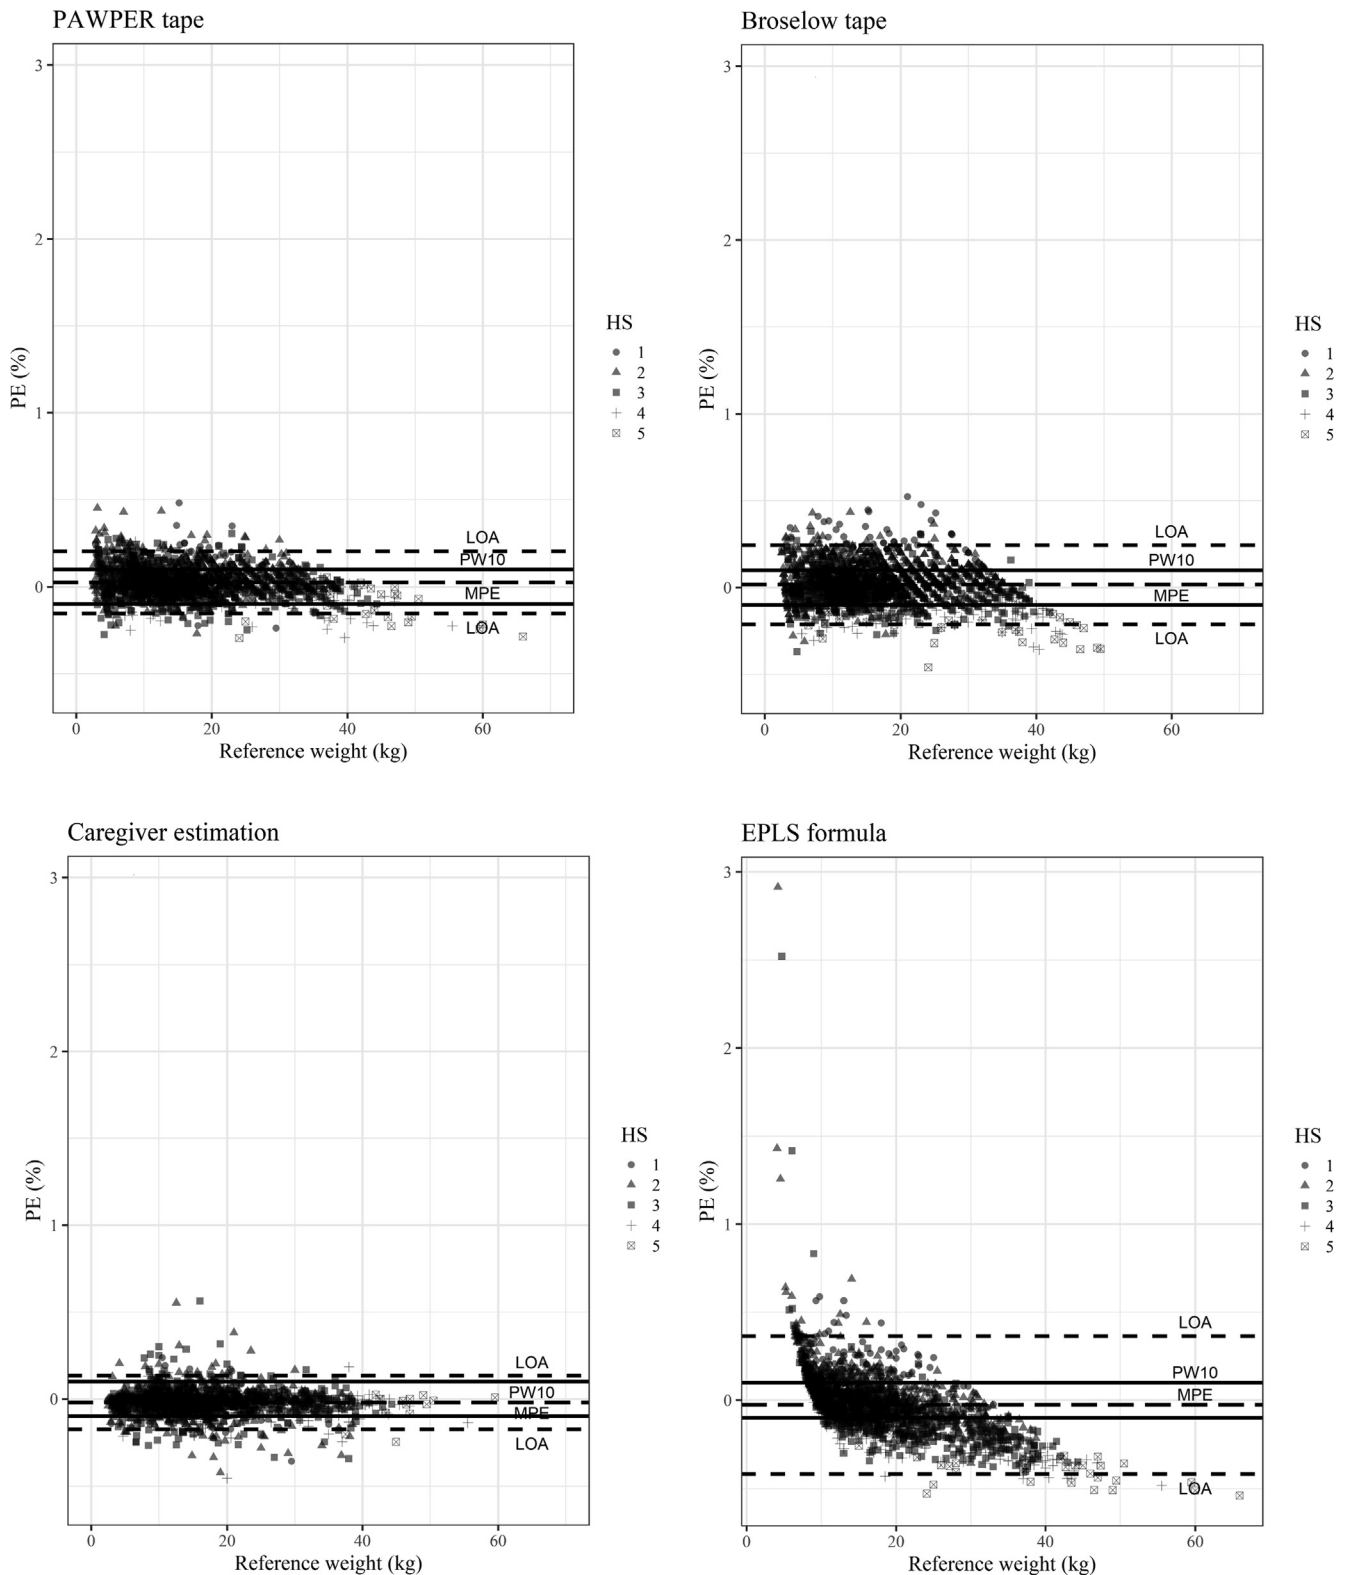 PAWPER tape
3
2
1
0
PE (%)
LOA
PW10
MPE
LOA
0 20 40 60
Reference weight (kg)
HS
1
2
3
4
5
Broselow tape
3
2
1
0
PE (%)
LOA
PW10
MPE
LOA
0 20 40 60
Reference weight (kg)
HS
1
2
3
4
5
Caregiver estimation
3
2
1
0
PE (%)
LOA
PW10
MPE
LOA
0 20 40 60
Reference weight (kg)
HS
1
2
3
4
5
EPLS formula
3
2
1
0
PE (%)
LOA
PW10
MPE
LOA
0 20 40 60
Reference weight (kg)
HS
1
2
3
4
5